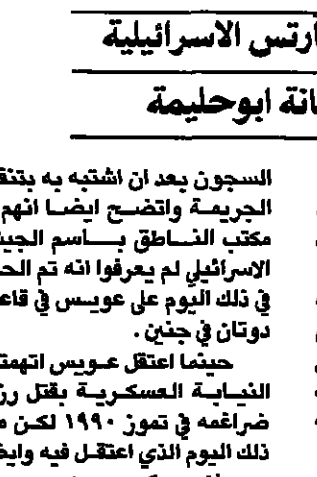 ارتس الاسرائيلية
انة ابوحليمة
السجون بعد ان اشتبه به
الجريمة واتضح ايضا انهم
مكتب الناطق باسم الجيش
الاسرائيلي لم يعرفوا انه تم
في ذلك اليوم على عويس في
دوتان في جنين .
حينما اعتقل عويس اتهمته
النيابة العسكرية بقتل
ضراغمه في تموز ١٩٩٠ لكن
ذلك اليوم الذي اعتقل فيه